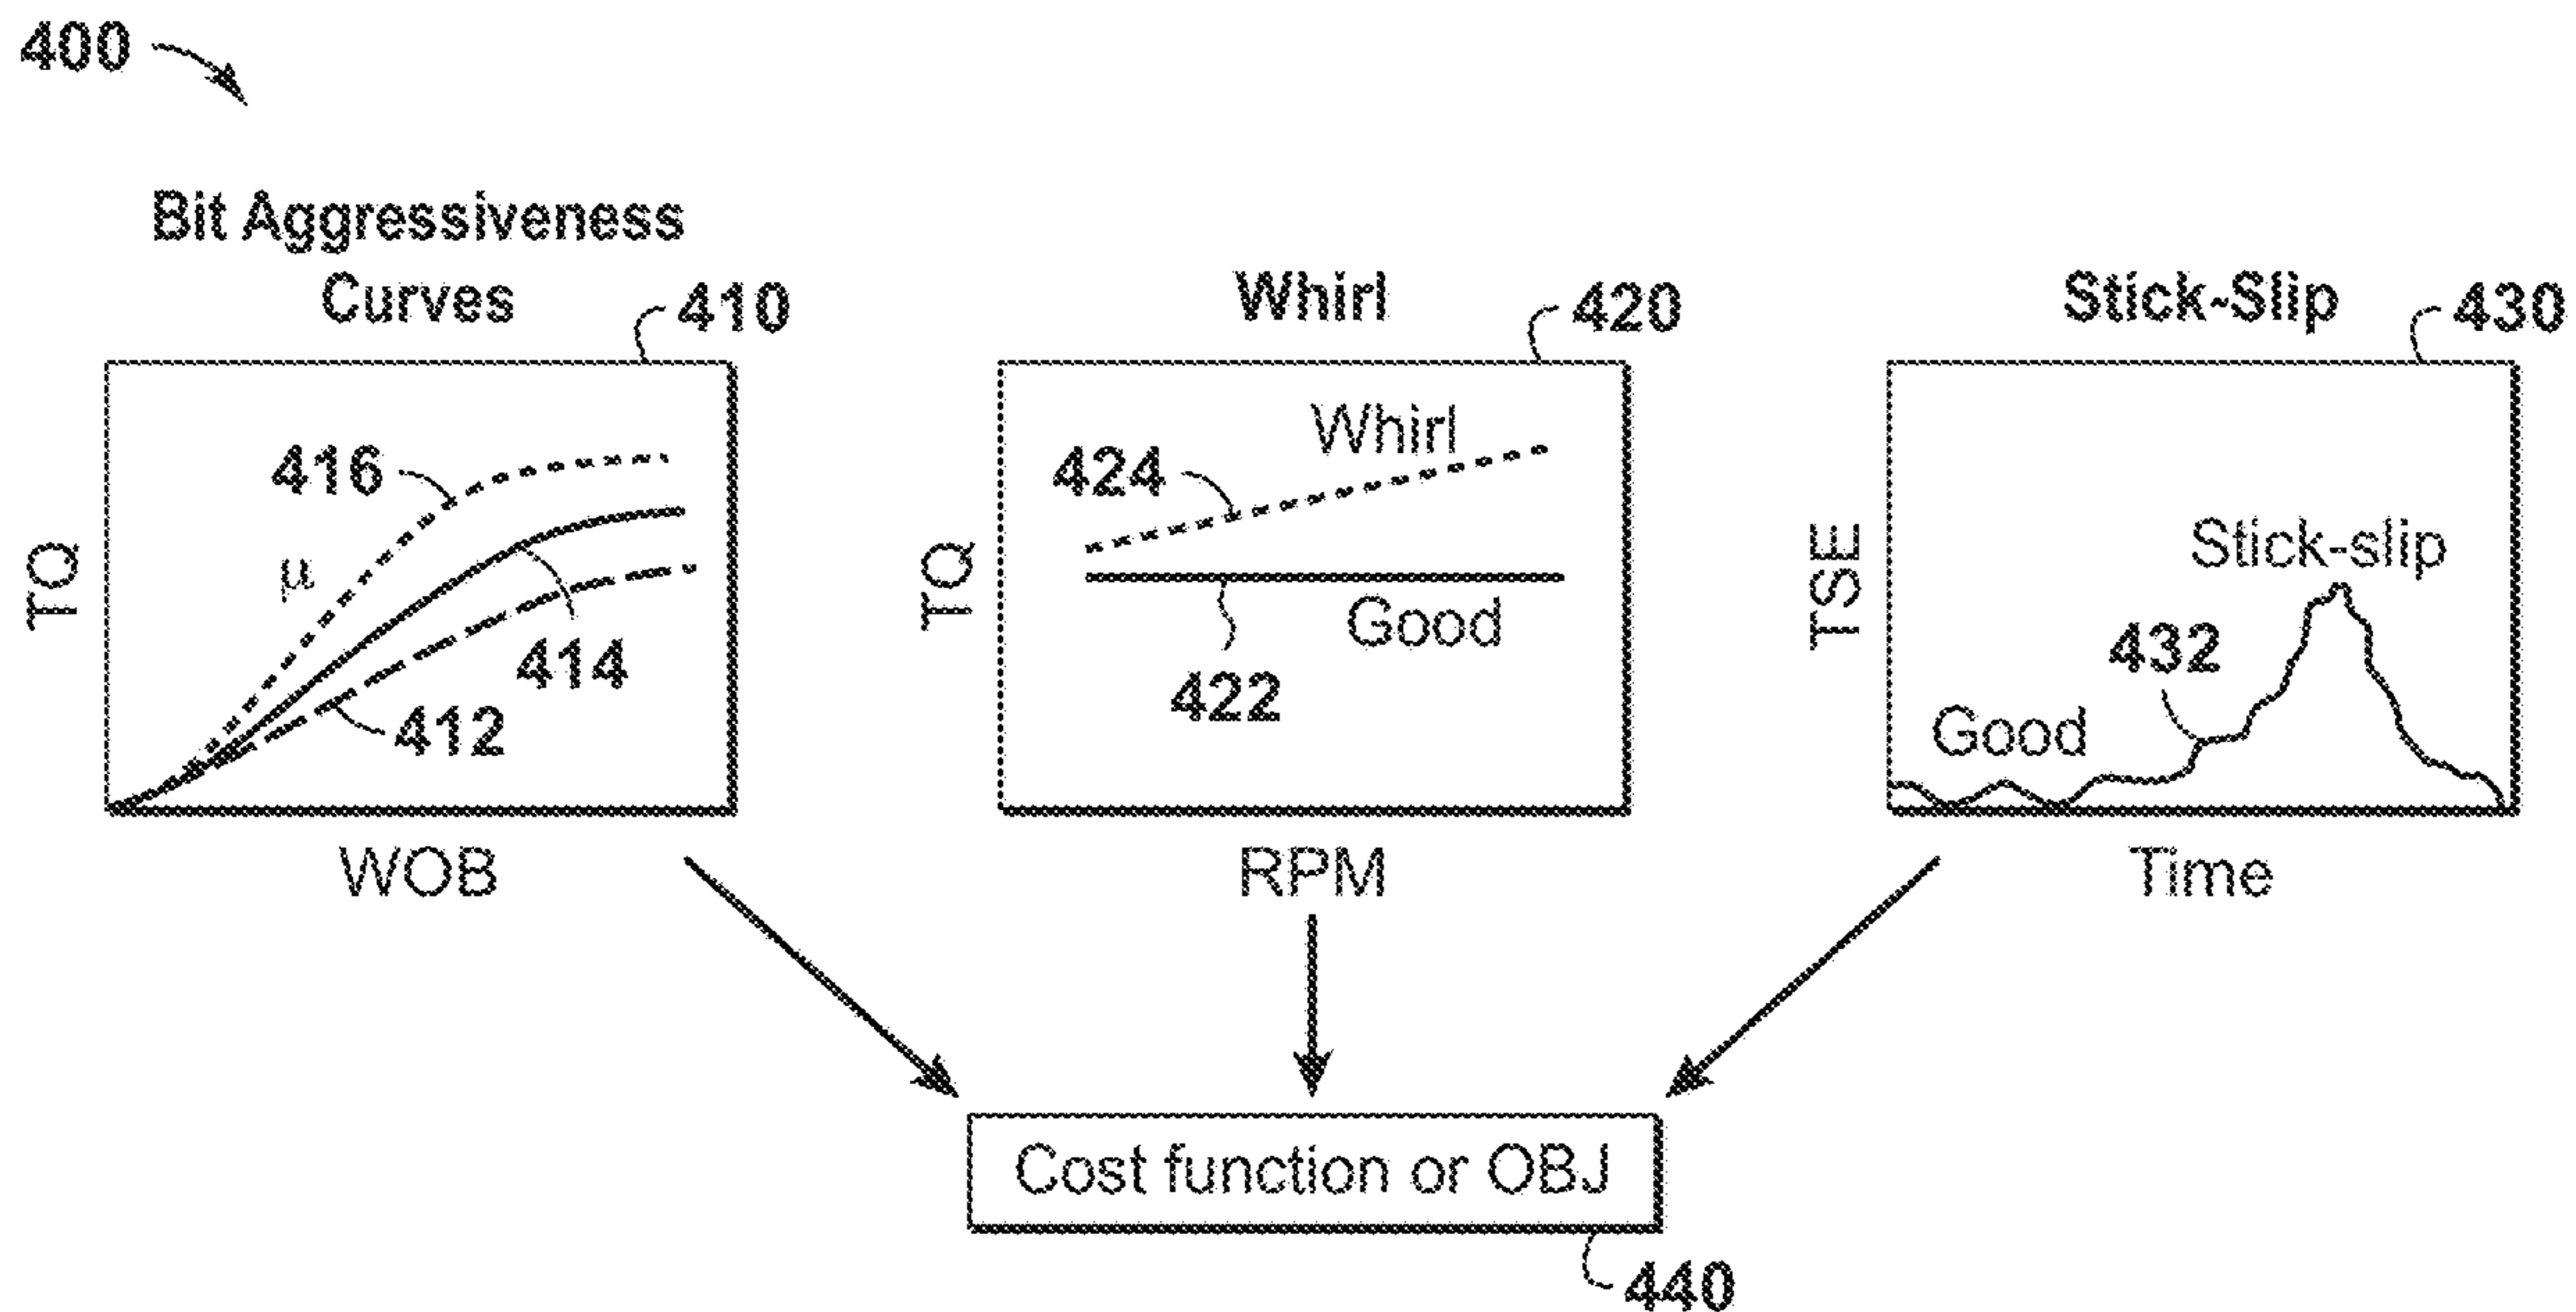 400
Bit Aggressiveness
Curves
410
TQ
416
μ
414
412
WOB
Whirl
420
TQ
Whirl
424
Good
422
RPM
Stick-Slip
430
TSE
Stick-slip
432
Good
Time
Cost function or OBJ
440